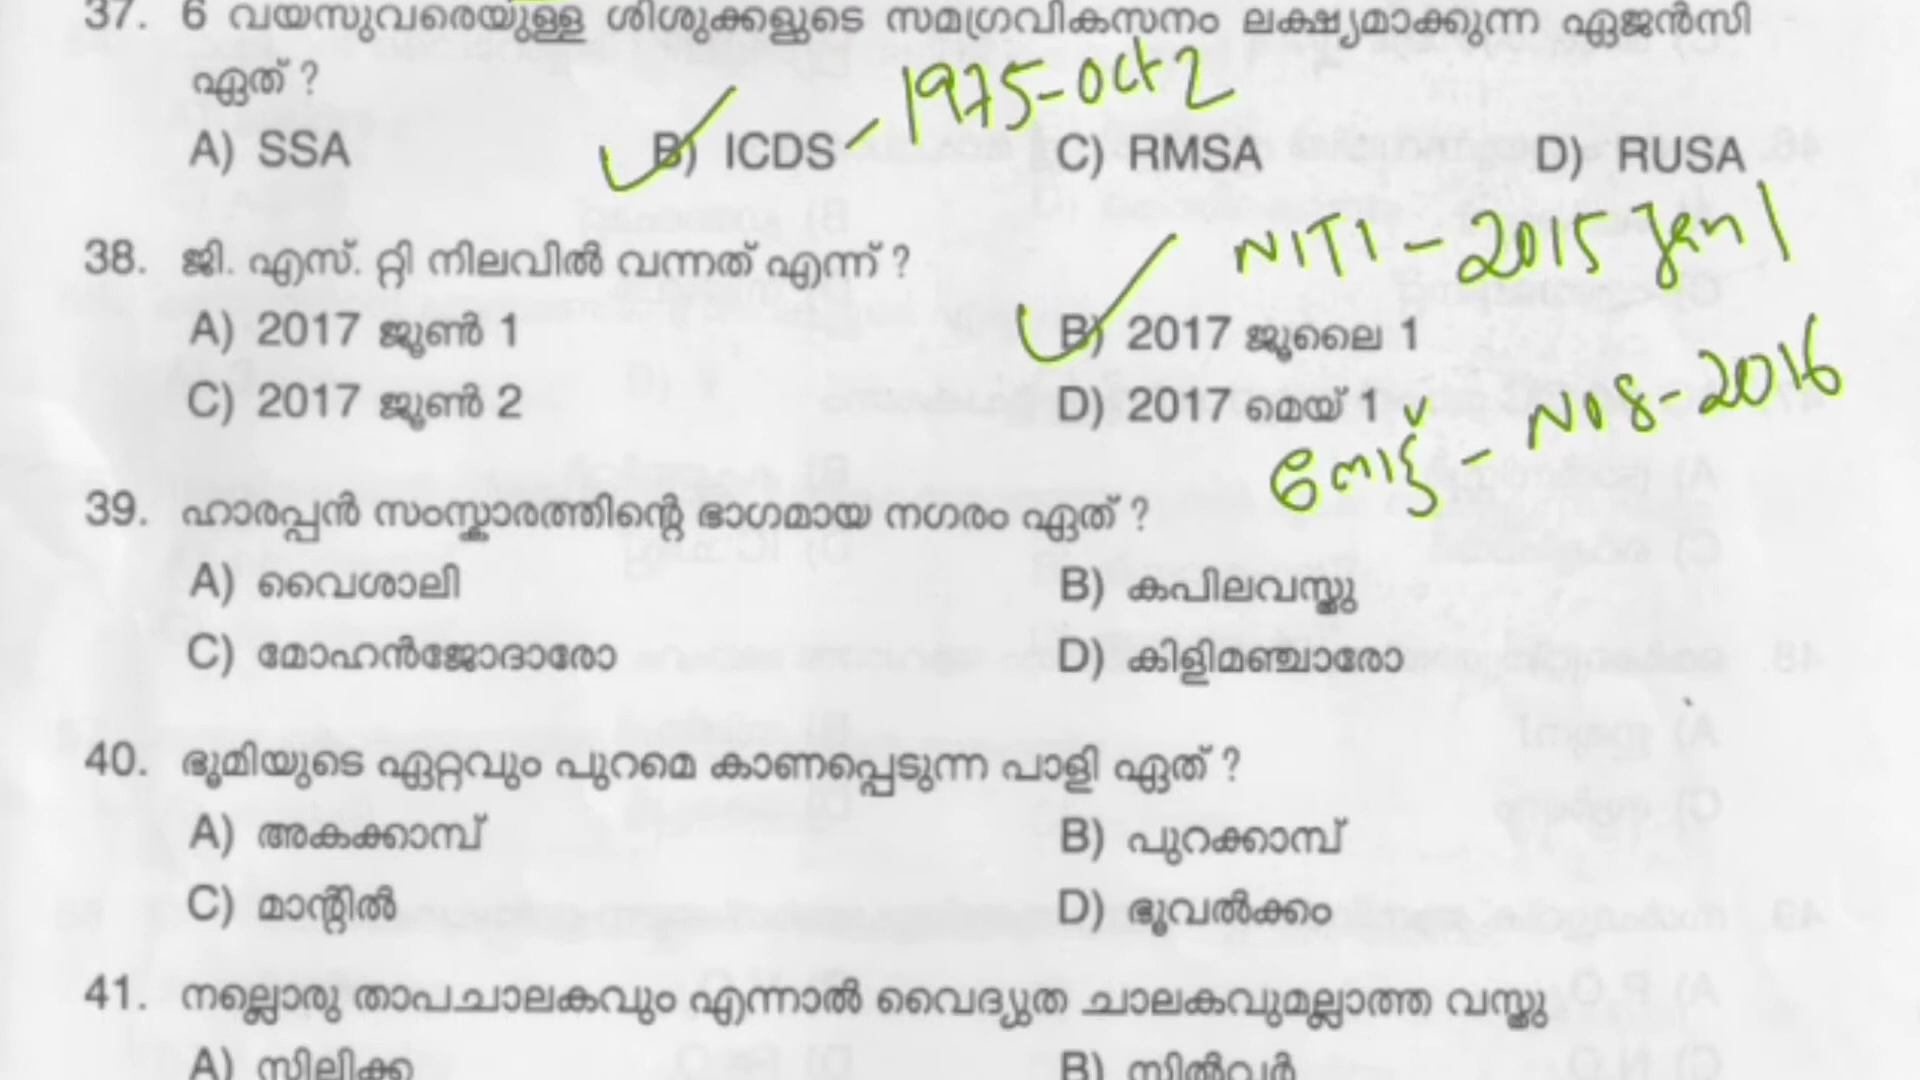 37. 6 വയസുവരെയുള്ള ശിശുക്കളുടെ സമഗ്രവികസനം ലക്ഷ്യമാക്കുന്ന ഏജൻസി
ഏത് ?
1975-Oct 2
A) SSA B) ICDS C) RMSA D) RUSA
NITI - 2015 Jan 1
38. ജി. എസ്. റ്റി നിലവിൽ വന്നത് എന്ന് ?
A) 2017 ജൂൺ 1 B) 2017 ജൂലൈ 1
C) 2017 ജൂൺ 2 D) 2017 മെയ് 1
നോട്ട് - Nov 8-2016
39. ഹാരപ്പൻ സംസ്കാരത്തിന്റെ ഭാഗമായ നഗരം ഏത് ?
A) വൈശാലി B) കപിലവസ്തു
C) മോഹൻജോദാരോ D) കിളിമഞ്ചാരോ
40. ഭൂമിയുടെ ഏറ്റവും പുറമെ കാണപ്പെടുന്ന പാളി ഏത് ?
A) അകക്കാമ്പ് B) പുറക്കാമ്പ്
C) മാന്റിൽ D) ഭൂവൽക്കം
41. നല്ലൊരു താപചാലകവും എന്നാൽ വൈദ്യുത ചാലകവുമല്ലാത്ത വസ്തു
A) സിലിക്ക B) സിൽവർ